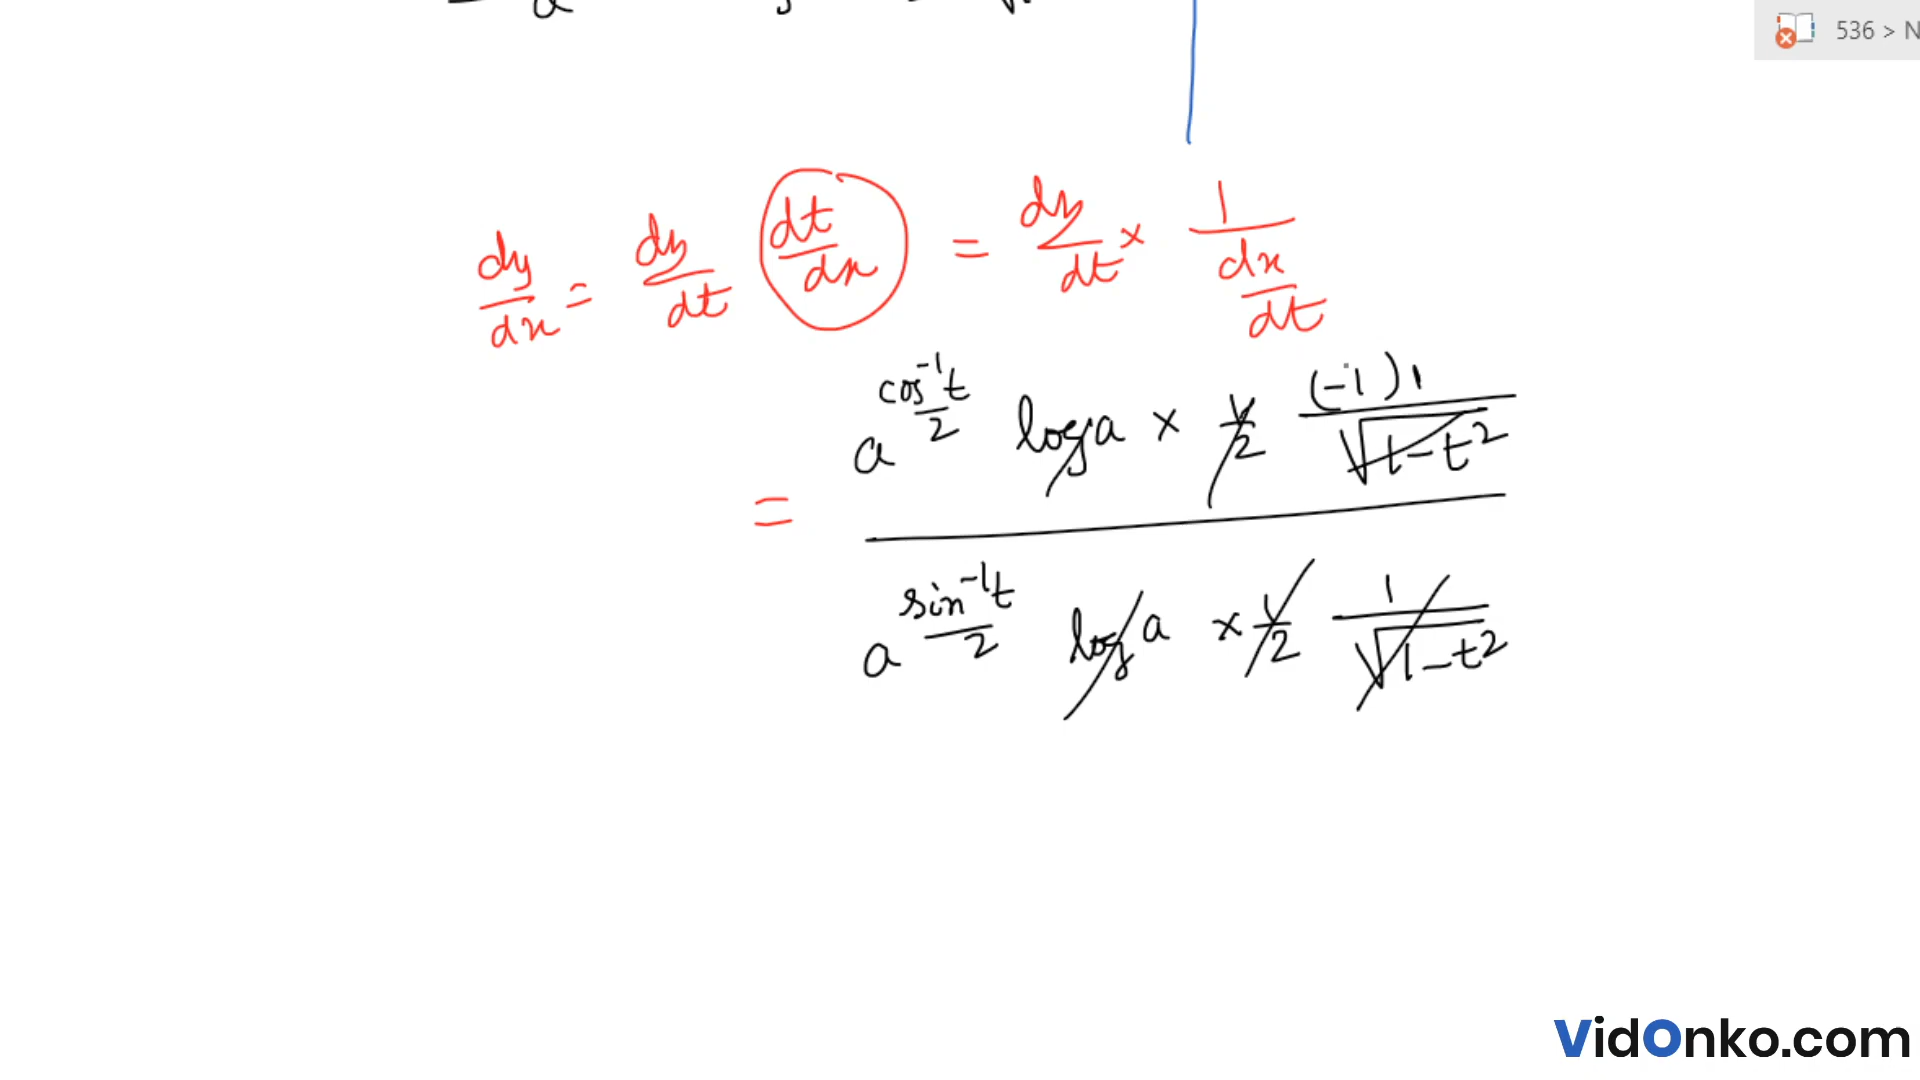 536 > N
dy/dx = dy/dt dt/dx = dy/dt × 1/(dx/dt)
= (a^(cos⁻¹t/2) log a × 1/2 (-1) 1/√(1-t²)) / (a^(sin⁻¹t/2) log a × 1/2 1/√(1-t²))
VidOnko.com